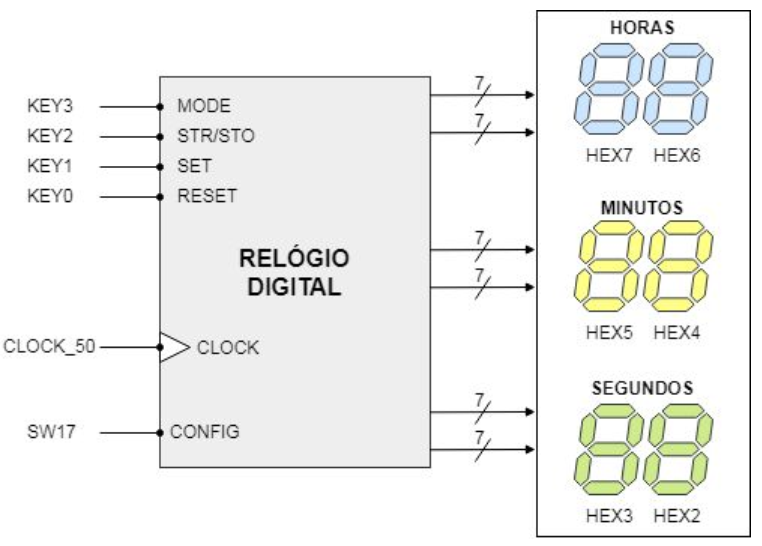 HORAS
7
KEY3 MODE
7
KEY2 STR/STO
KEY1 SET
HEX7 HEX6
KEY0 RESET
MINUTOS
7
RELÓGIO
DIGITAL
7
HEX5 HEX4
CLOCK_50 CLOCK
SEGUNDOS
7
SW17 CONFIG
7
HEX3 HEX2